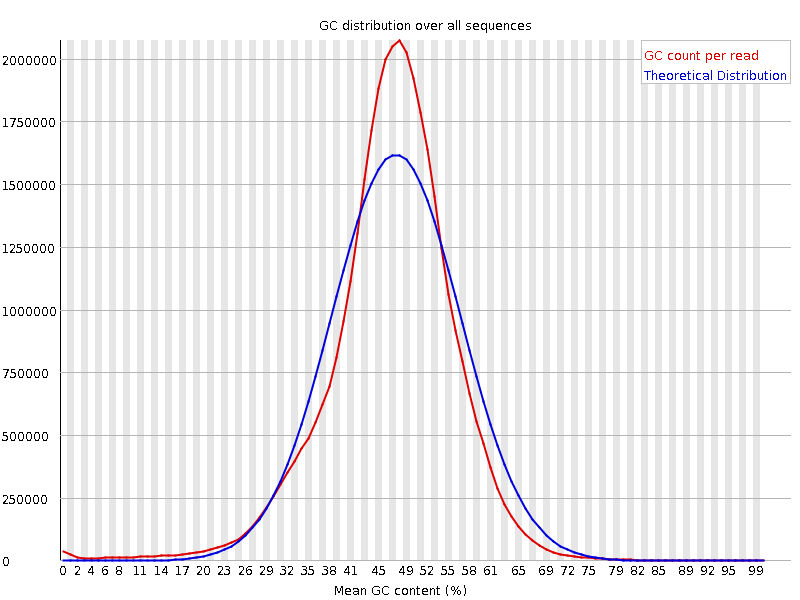 GC distribution over all sequences
GC count per read
Theoretical Distribution
2000000
1750000
1500000
1250000
1000000
750000
500000
250000
0
0 2 4 6 8 11 14 17 20 23 26 29 32 35 38 41 45 49 52 55 58 61 65 69 72 75 79 82 85 89 92 95 99
Mean GC content (%)